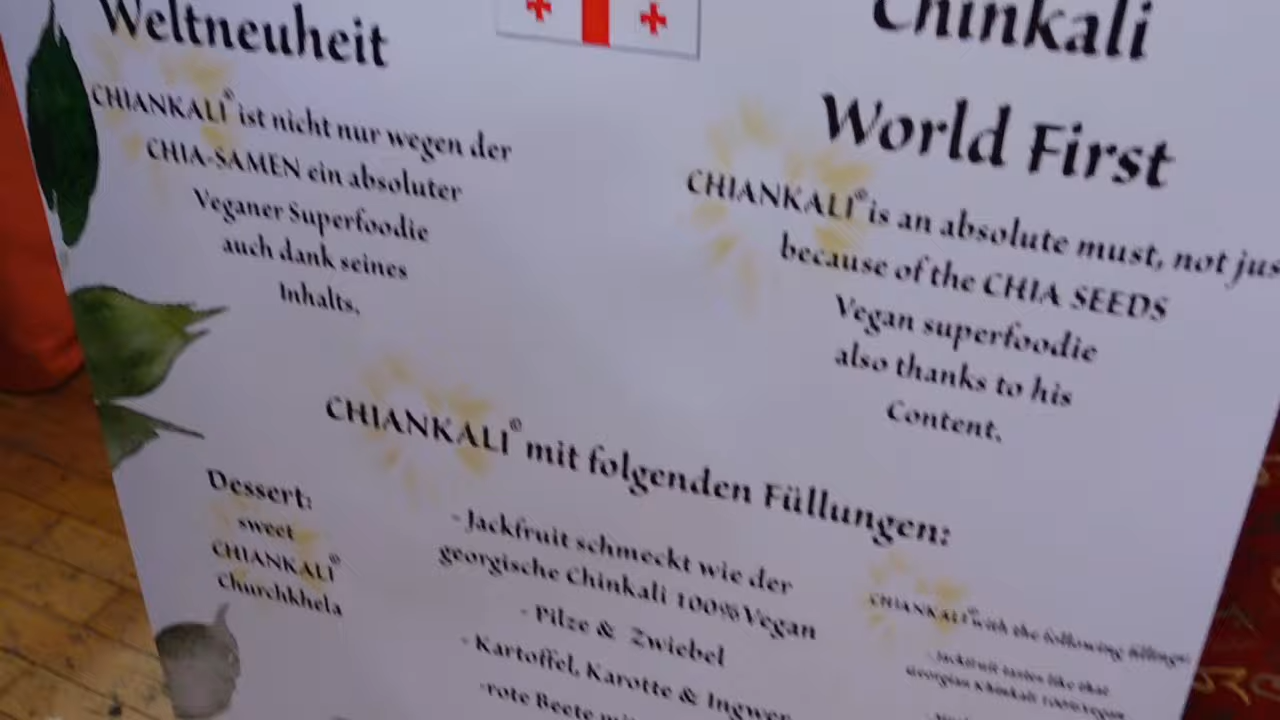 Weltneuheit
CHIANKALI® ist nicht nur wegen der
CHIA-SAMEN ein absoluter
Veganer Superfoodie
auch dank seines
Inhalts.
Chinkali
World First
CHIANKALI® is an absolute must, not jus
because of the CHIA SEEDS
Vegan superfoodie
also thanks to his
Content.
CHIANKALI® mit folgenden Füllungen:
Dessert:
sweet
CHIANKALI®
Churchkhela
- Jackfruit schmeckt wie der
georgische Chinkali 100% Vegan
- Pilze & Zwiebel
- Kartoffel, Karotte & Ingwer
-rote Beete
CHIANKALI® with the following fillings:
- Jackfruit tastes like that
Georgian Khinkali 100% vegan